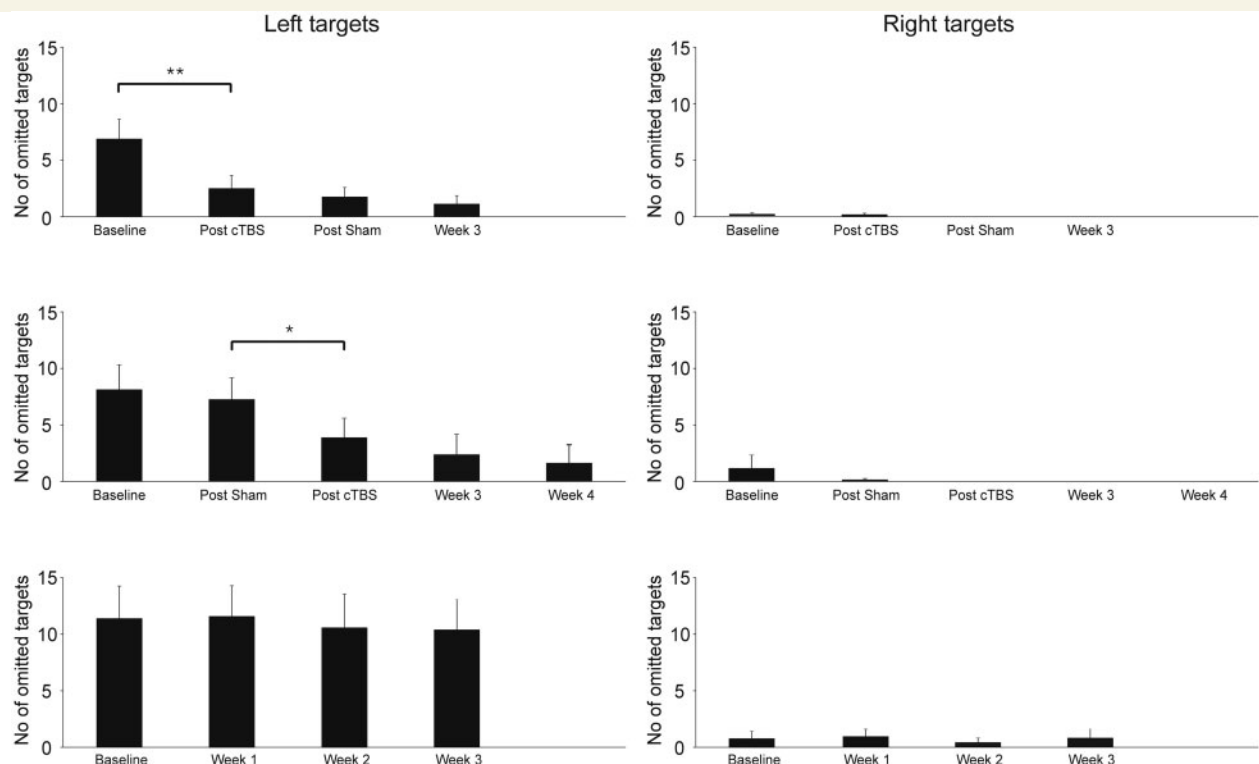 Left targets Right targets
No of omitted targets
15
10
5
0
**
Baseline Post cTBS Post Sham Week 3
No of omitted targets
15
10
5
0
Baseline Post cTBS Post Sham Week 3
No of omitted targets
15
10
5
0
*
Baseline Post Sham Post cTBS Week 3 Week 4
No of omitted targets
15
10
5
0
Baseline Post Sham Post cTBS Week 3 Week 4
No of omitted targets
15
10
5
0
Baseline Week 1 Week 2 Week 3
No of omitted targets
15
10
5
0
Baseline Week 1 Week 2 Week 3